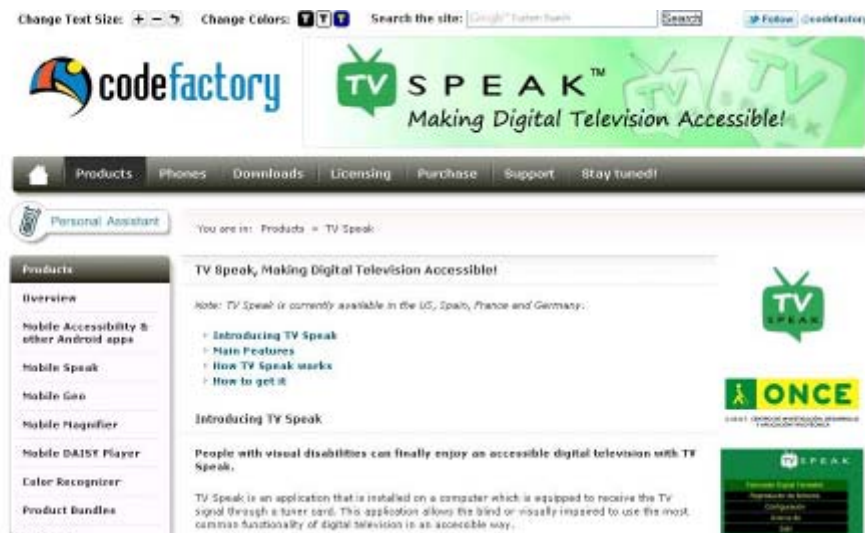 Change Text Size: + -
Change Colors: T T T
Search the site: Google Custom Search
Search
Follow @codefactory
codefactory
TV SPEAK™
Making Digital Television Accessible!
Products Phones Downloads Licensing Purchase Support Stay tuned!
Personal Assistant
You are in: Products » TV Speak
Products
Overview
Mobile Accessibility &
other Android apps
Mobile Speak
Mobile Geo
Mobile Magnifier
Mobile DAISY Player
Color Recognizer
Product Bundles
TV Speak, Making Digital Television Accessible!
Note: TV Speak is currently available in the US, Spain, France and Germany.
Introducing TV Speak
Main Features
How TV Speak works
How to get it
Introducing TV Speak
People with visual disabilities can finally enjoy an accessible digital television with TV
Speak.
TV Speak is an application that is installed on a computer which is equipped to receive the TV
signal through a tuner card. This application allows the blind or visually impaired to use the most
common functionality of digital television in an accessible way.
TV
SPEAK
ONCE
TV SPEAK
Configuración
Acerca de
Salir